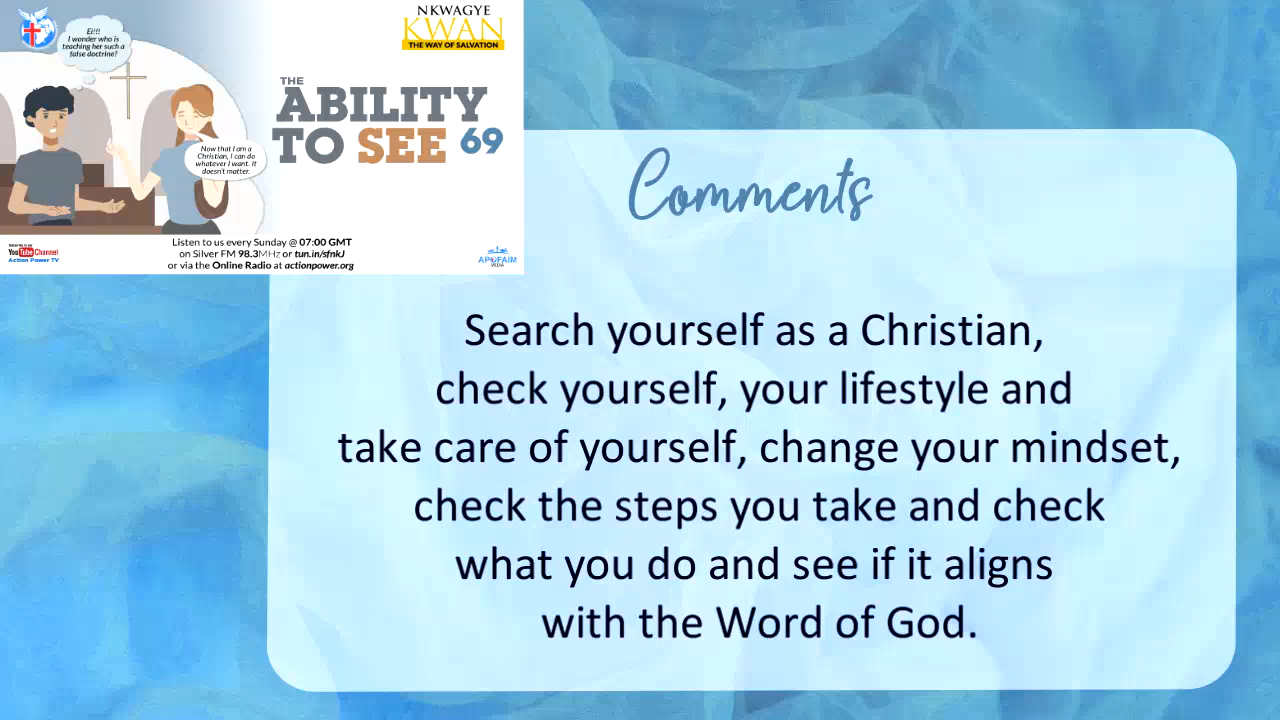 Ei!!!
I wonder who is
teaching her such a
false doctrine?
NKWAGYE
KWAN
THE WAY OF SALVATION
THE
ABILITY
TO SEE 69
Now that I am a
Christian, I can do
whatever I want. It
doesn't matter.
Listen to us every Sunday @ 07:00 GMT
on Silver FM 98.3MHz or tun.in/sfnkJ
or via the Online Radio at actionpower.org
YouTube Channel
Action Power TV
APOFAIM
MEDIA
Comments
Search yourself as a Christian,
check yourself, your lifestyle and
take care of yourself, change your mindset,
check the steps you take and check
what you do and see if it aligns
with the Word of God.